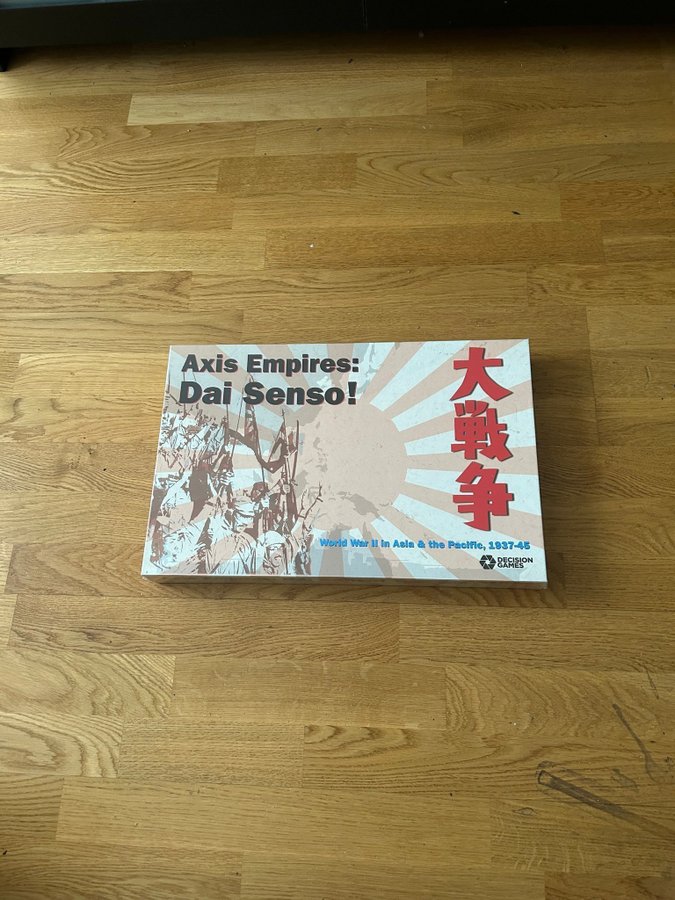 Axis Empires:
Dai Senso!
大戦争
World War II in Asia & the Pacific, 1937-45
DECISION
GAMES